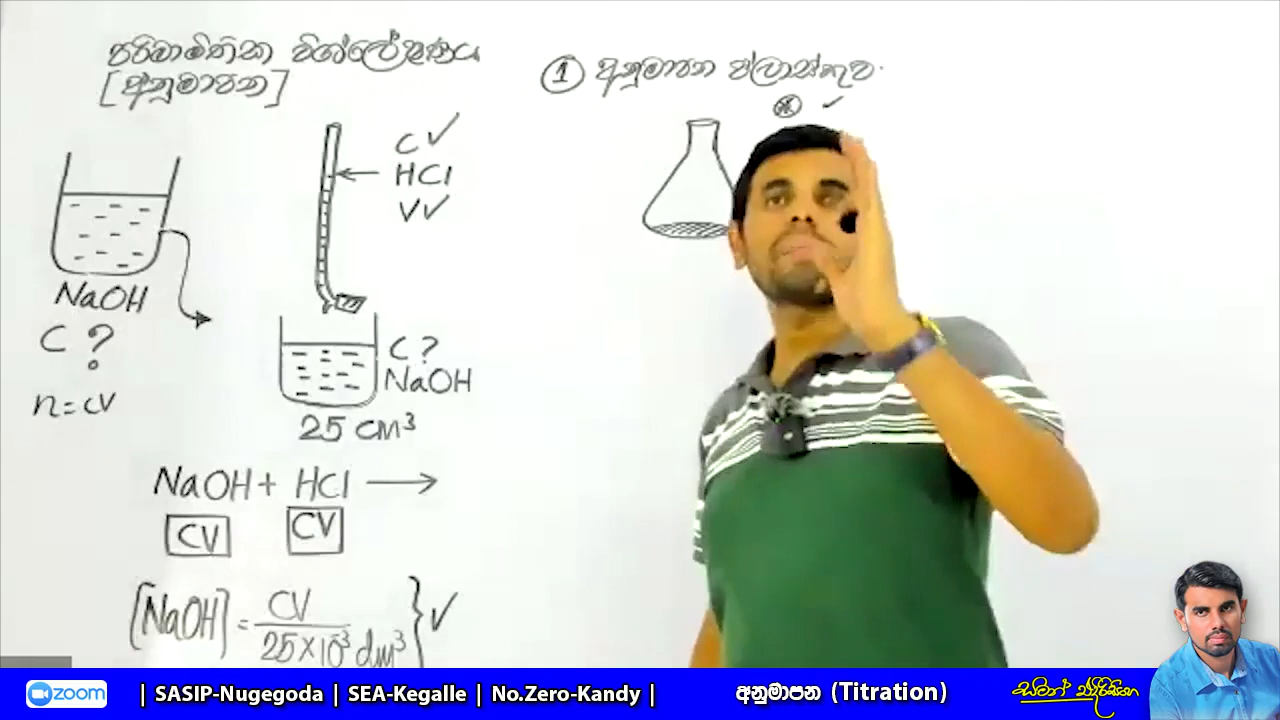 පරිමාමිතික විශ්ලේෂණය
[අනුමාපන]
NaOH
C ?
n = CV
C ✓
HCl
V ✓
C ?
NaOH
25 cm³
NaOH + HCl →
CV CV
[NaOH] = CV / 25 × 10⁻³ dm³ } ✓
① අනුමාපන ප්ලාස්කුව.
✓
zoom | SASIP-Nugegoda | SEA-Kegalle | No.Zero-Kandy | අනුමාපන (Titration)